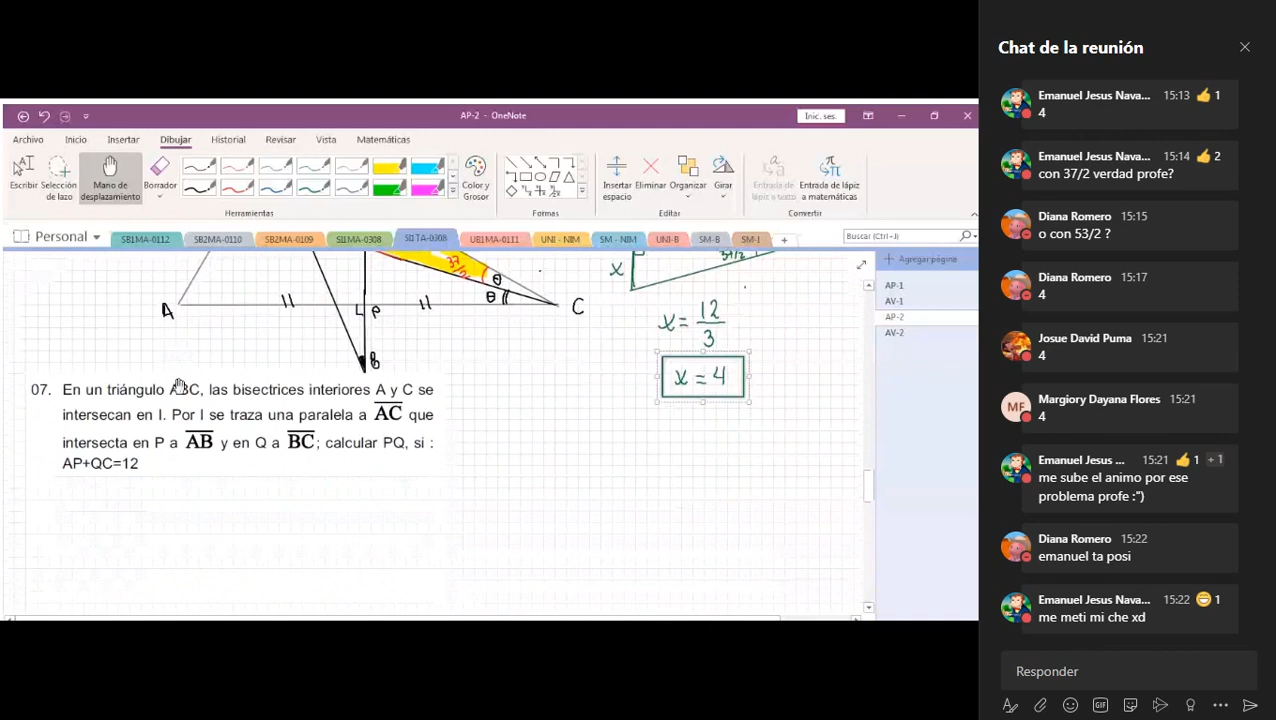 AP-2 - OneNote
Inic. ses.
Archivo Inicio Insertar Dibujar Historial Revisar Vista Matemáticas
Escribir
Selección de lazo
Mano de desplazamiento
Borrador
Color y Grosor
Insertar espacio
Eliminar
Organizar
Girar
Entrada de lápiz a texto
Entrada de lápiz a matemáticas
Herramientas
Formas
Editar
Convertir
Personal
SB1MA-0112 SB2MA-0110 SB2MA-0109 SI1MA-0308 SI1TA-0308 UB1MA-0111 UNI - NIM SM - NIM UNI-B SM-B SM-I
Buscar (Ctrl+J)
Agregar página
AP-1
AV-1
AP-2
AV-2
37/2
θ
θ
A
P
C
B
x
37/2
x = 12
3
x = 4
07. En un triángulo ABC, las bisectrices interiores A y C se
intersecan en I. Por I se traza una paralela a AC que
intersecta en P a AB y en Q a BC; calcular PQ, si :
AP+QC=12
Chat de la reunión
Emanuel Jesus Nava... 15:13 1
4
Emanuel Jesus Nava... 15:14 2
con 37/2 verdad profe?
Diana Romero 15:15
o con 53/2 ?
Diana Romero 15:17
4
Josue David Puma 15:21
4
MF
Margiory Dayana Flores 15:21
4
Emanuel Jesus ... 15:21 1 +1
me sube el animo por ese
problema profe :")
Diana Romero 15:22
emanuel ta posi
Emanuel Jesus Nava... 15:22 1
me meti mi che xd
Responder